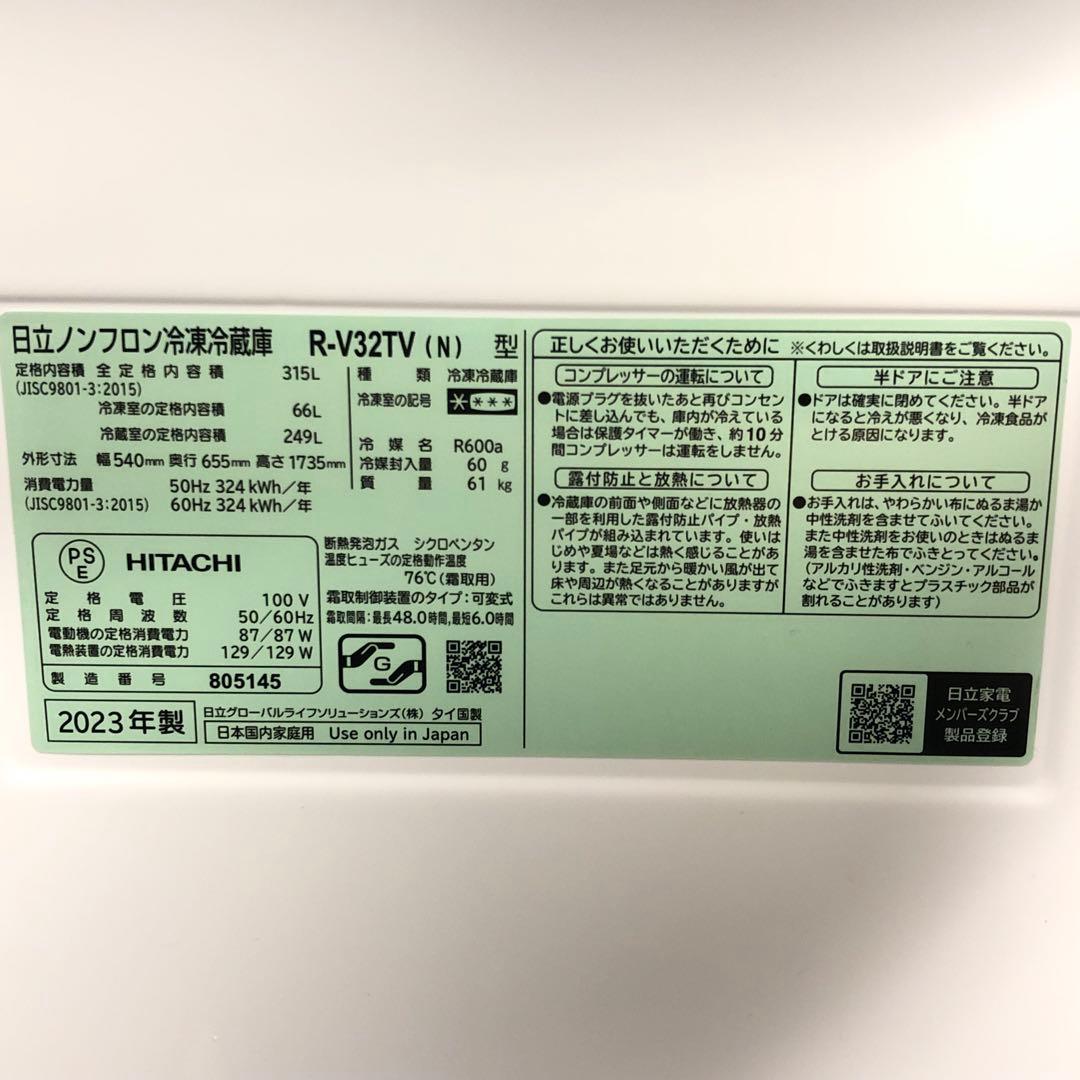 日立ノンフロン冷凍冷蔵庫 R-V32TV (N) 型
定格内容積 全定格内容積 315L
(JISC9801-3:2015)
冷凍室の定格内容積 66L
冷蔵室の定格内容積 249L
外形寸法 幅540mm 奥行655mm 高さ1735mm
消費電力量 50Hz 324kWh/年
(JISC9801-3:2015) 60Hz 324kWh/年
種類 冷凍冷蔵庫
冷凍室の記号 ****
冷媒名 R600a
冷媒封入量 60 g
質量 61 kg
PS
E
HITACHI
定格電圧 100V
定格周波数 50/60Hz
電動機の定格消費電力 87/87W
電熱装置の定格消費電力 129/129W
製造番号 805145
断熱発泡ガス シクロペンタン
温度ヒューズの定格動作温度
76℃(霜取用)
霜取制御装置のタイプ:可変式
霜取間隔:最長48.0時間,最短6.0時間
G
2023年製
日立グローバルライフソリューションズ(株) タイ国製
日本国内家庭用 Use only in Japan
正しくお使いいただくために ※くわしくは取扱説明書をご覧ください。
コンプレッサーの運転について
●電源プラグを抜いたあと再びコンセン
トに差し込んでも、庫内が冷えている
場合は保護タイマーが働き、約10分
間コンプレッサーは運転をしません。
露付防止と放熱について
●冷蔵庫の前面や側面などに放熱器の
一部を利用した露付防止パイプ・放熱
パイプが組み込まれています。使いは
じめや夏場などは熱く感じることがあ
ります。また足元から暖かい風が出て
床や周辺が熱くなることがありますが
これらは異常ではありません。
半ドアにご注意
●ドアは確実に閉めてください。半ドア
になると冷えが悪くなり、冷凍食品が
とける原因になります。
お手入れについて
●お手入れは、やわらかい布にぬるま湯か
中性洗剤を含ませてふいてください。
また中性洗剤をお使いのときはぬるま
湯を含ませた布でふきとってください。
(アルカリ性洗剤・ベンジン・アルコール
などでふきますとプラスチック部品が
割れることがあります)
日立家電
メンバーズクラブ
製品登録